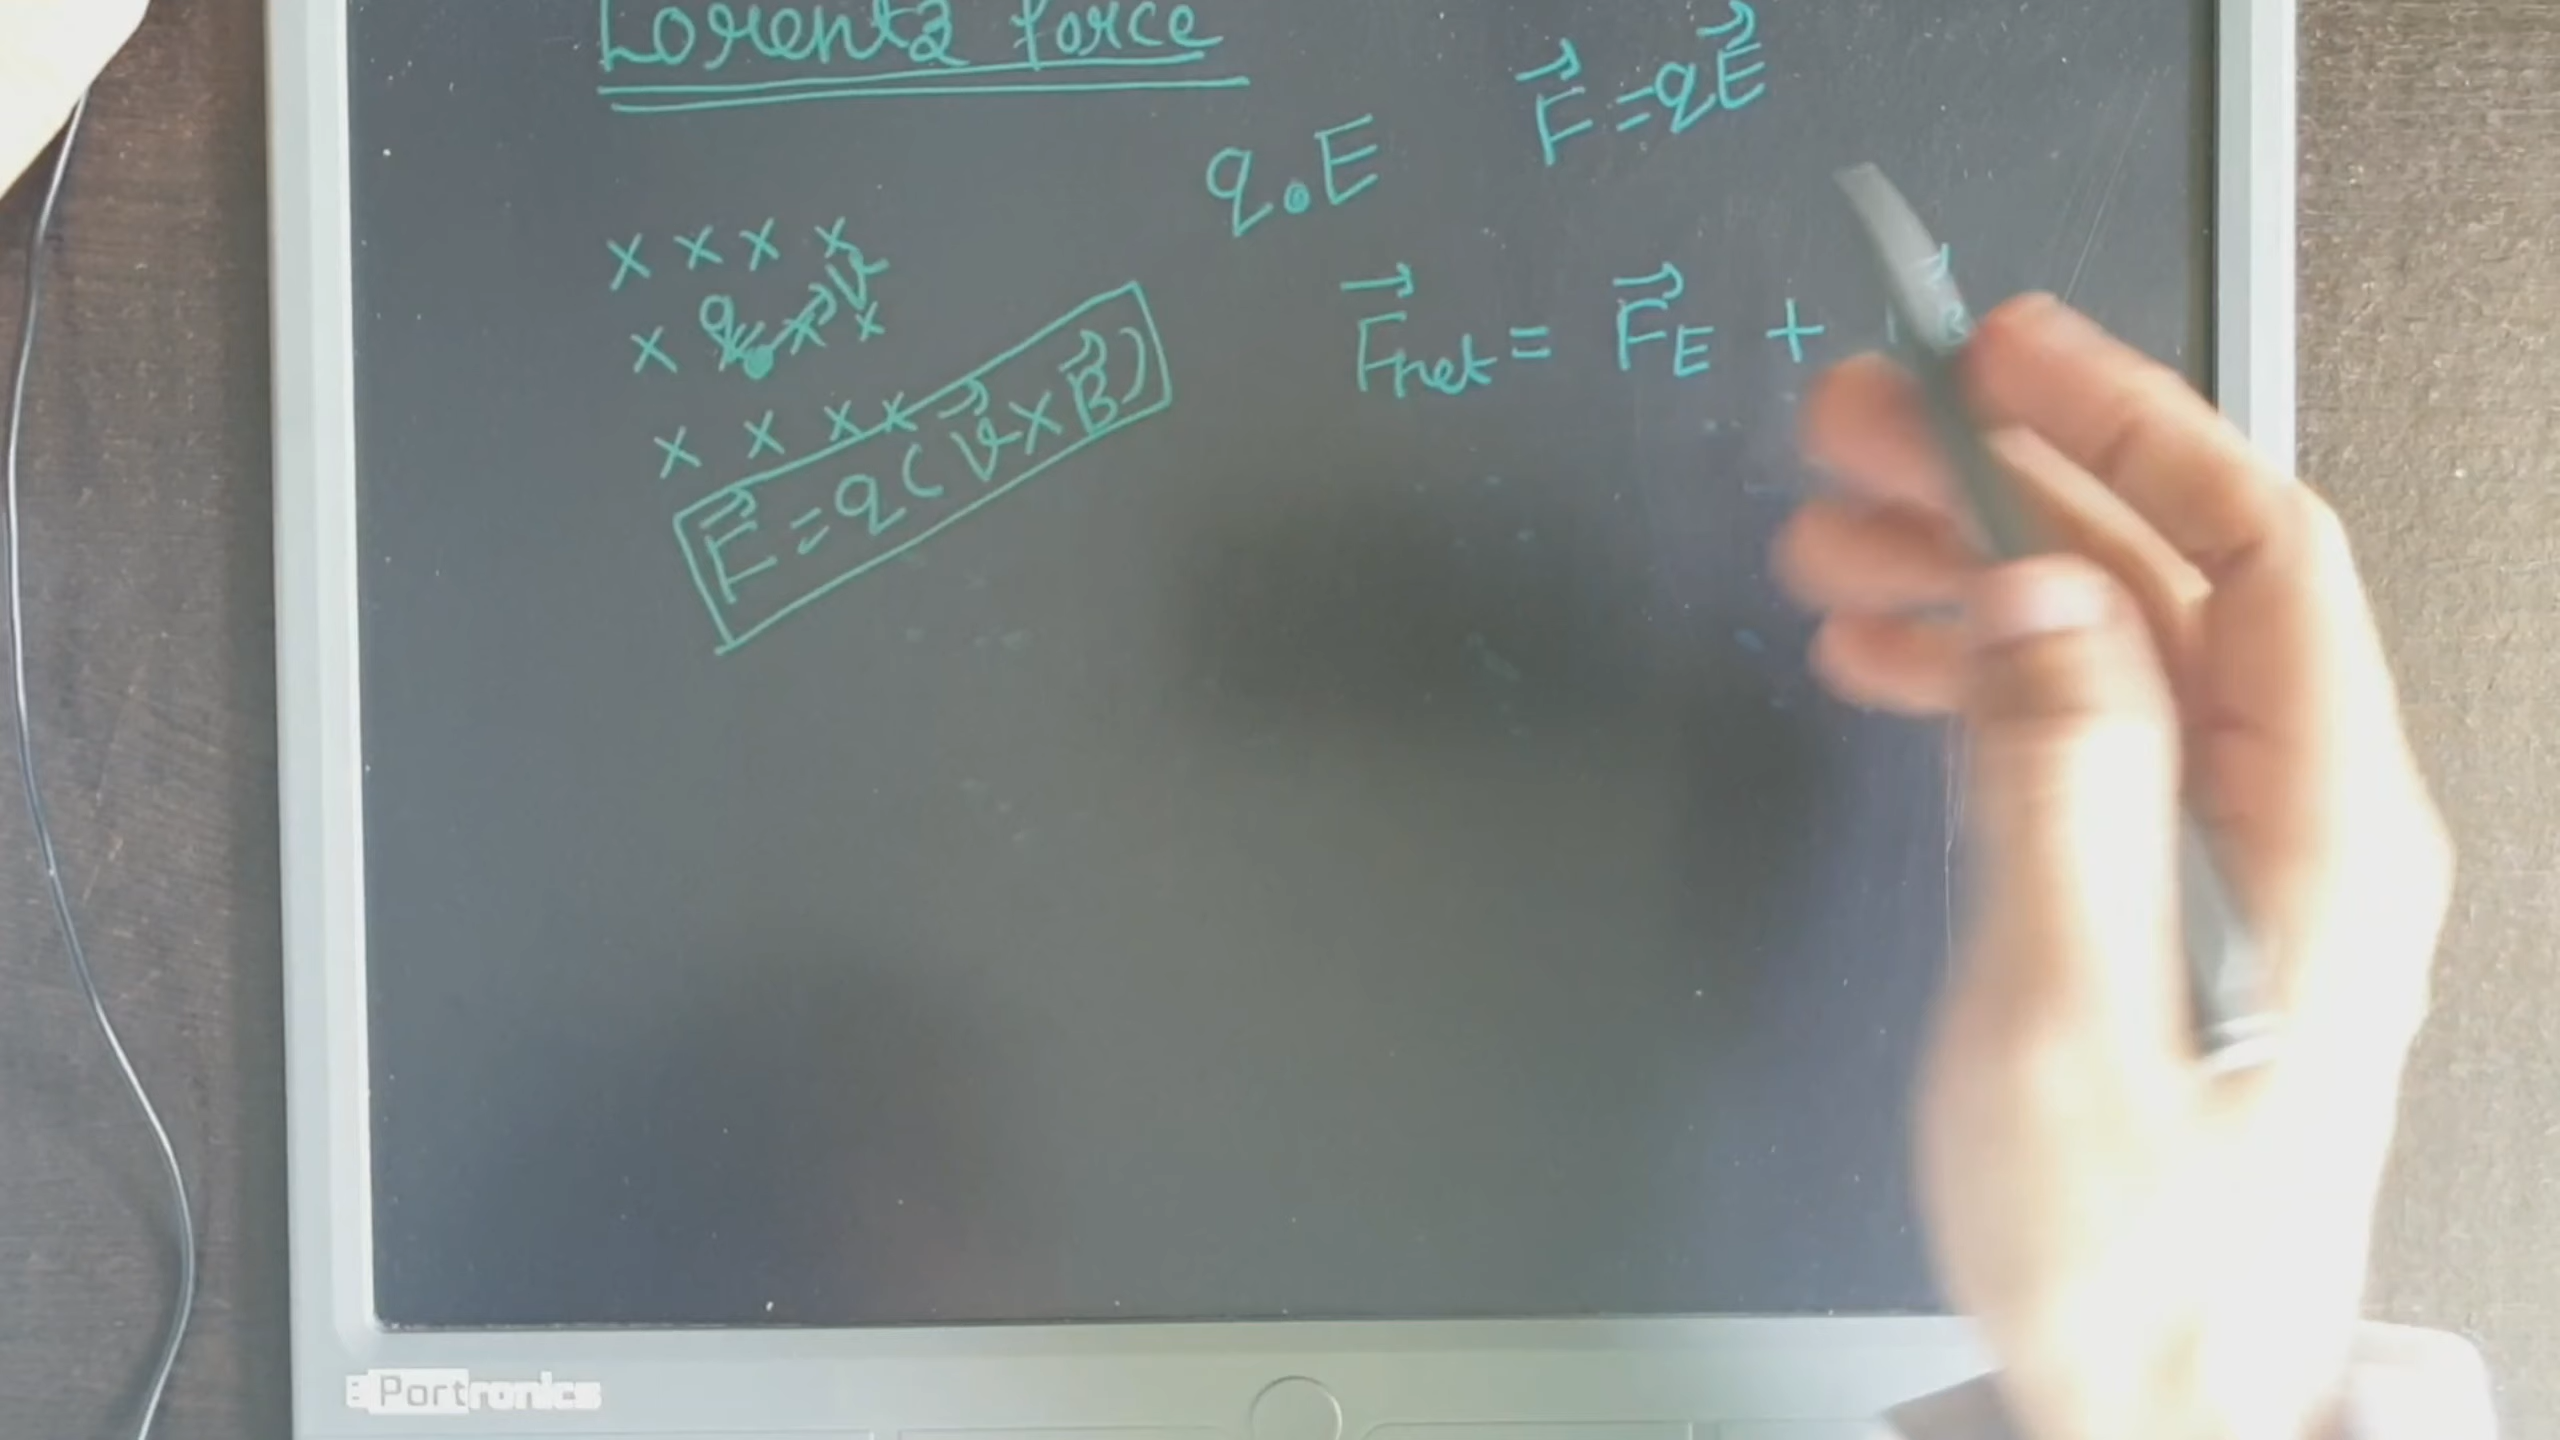 Lorentz force
F⃗ = qE⃗
q . E
x x x x
x q x x v⃗
x x x x
F⃗net = F⃗E +
F⃗ = q(v⃗ x B⃗)
Portronics